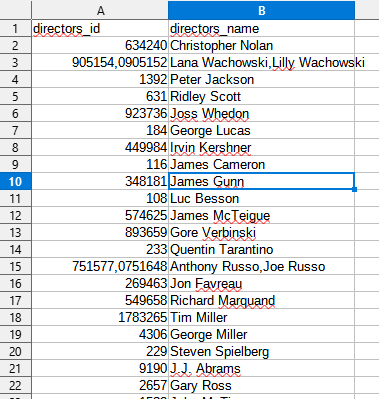 A B
1 directors_id directors_name
2 634240 Christopher Nolan
3 905154,0905152 Lana Wachowski,Lilly Wachowski
4 1392 Peter Jackson
5 631 Ridley Scott
6 923736 Joss Whedon
7 184 George Lucas
8 449984 Irvin Kershner
9 116 James Cameron
10 348181 James Gunn
11 108 Luc Besson
12 574625 James McTeigue
13 893659 Gore Verbinski
14 233 Quentin Tarantino
15 751577,0751648 Anthony Russo,Joe Russo
16 269463 Jon Favreau
17 549658 Richard Marquand
18 1783265 Tim Miller
19 4306 George Miller
20 229 Steven Spielberg
21 9190 J.J. Abrams
22 2657 Gary Ross